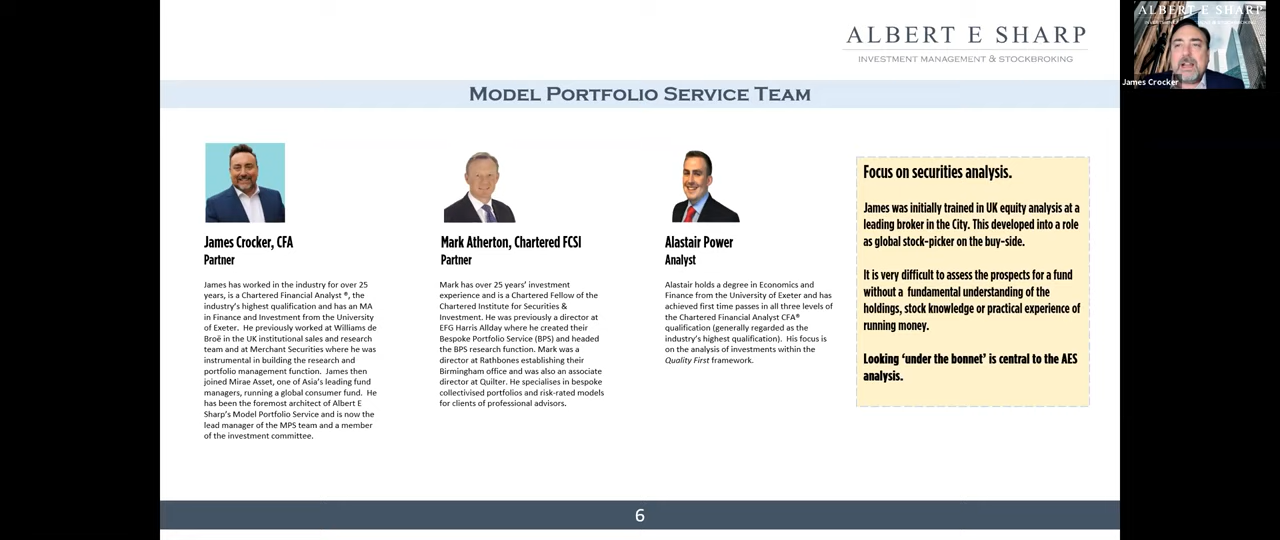 ALBERT E SHARP
INVESTMENT MANAGEMENT & STOCKBROKING
ALBERT E SHARP
James Crocker
MODEL PORTFOLIO SERVICE TEAM
James Crocker, CFA
Partner
James has worked in the industry for over 25
years, is a Chartered Financial Analyst ®, the
industry's highest qualification and has an MA
in Finance and Investment from the University
of Exeter. He previously worked at Williams de
Broë in the UK institutional sales and research
team and at Merchant Securities where he was
instrumental in building the research and
portfolio management function. James then
joined Mirae Asset, one of Asia's leading fund
managers, running a global consumer fund. He
has been the foremost architect of Albert E
Sharp's Model Portfolio Service and is now the
lead manager of the MPS team and a member
of the investment committee.
Mark Atherton, Chartered FCSI
Partner
Mark has over 25 years' investment
experience and is a Chartered Fellow of the
Chartered Institute for Securities &
Investment. He was previously a director at
EFG Harris Allday where he created their
Bespoke Portfolio Service (BPS) and headed
the BPS research function. Mark was a
director at Rathbones establishing their
Birmingham office and was also an associate
director at Quilter. He specialises in bespoke
collectivised portfolios and risk-rated models
for clients of professional advisors.
Alastair Power
Analyst
Alastair holds a degree in Economics and
Finance from the University of Exeter and has
achieved first time passes in all three levels of
the Chartered Financial Analyst CFA®
qualification (generally regarded as the
industry's highest qualification). His focus is
on the analysis of investments within the
Quality First framework.
Focus on securities analysis.
James was initially trained in UK equity analysis at a
leading broker in the City. This developed into a role
as global stock-picker on the buy-side.
It is very difficult to assess the prospects for a fund
without a fundamental understanding of the
holdings, stock knowledge or practical experience of
running money.
Looking 'under the bonnet' is central to the AES
analysis.
6